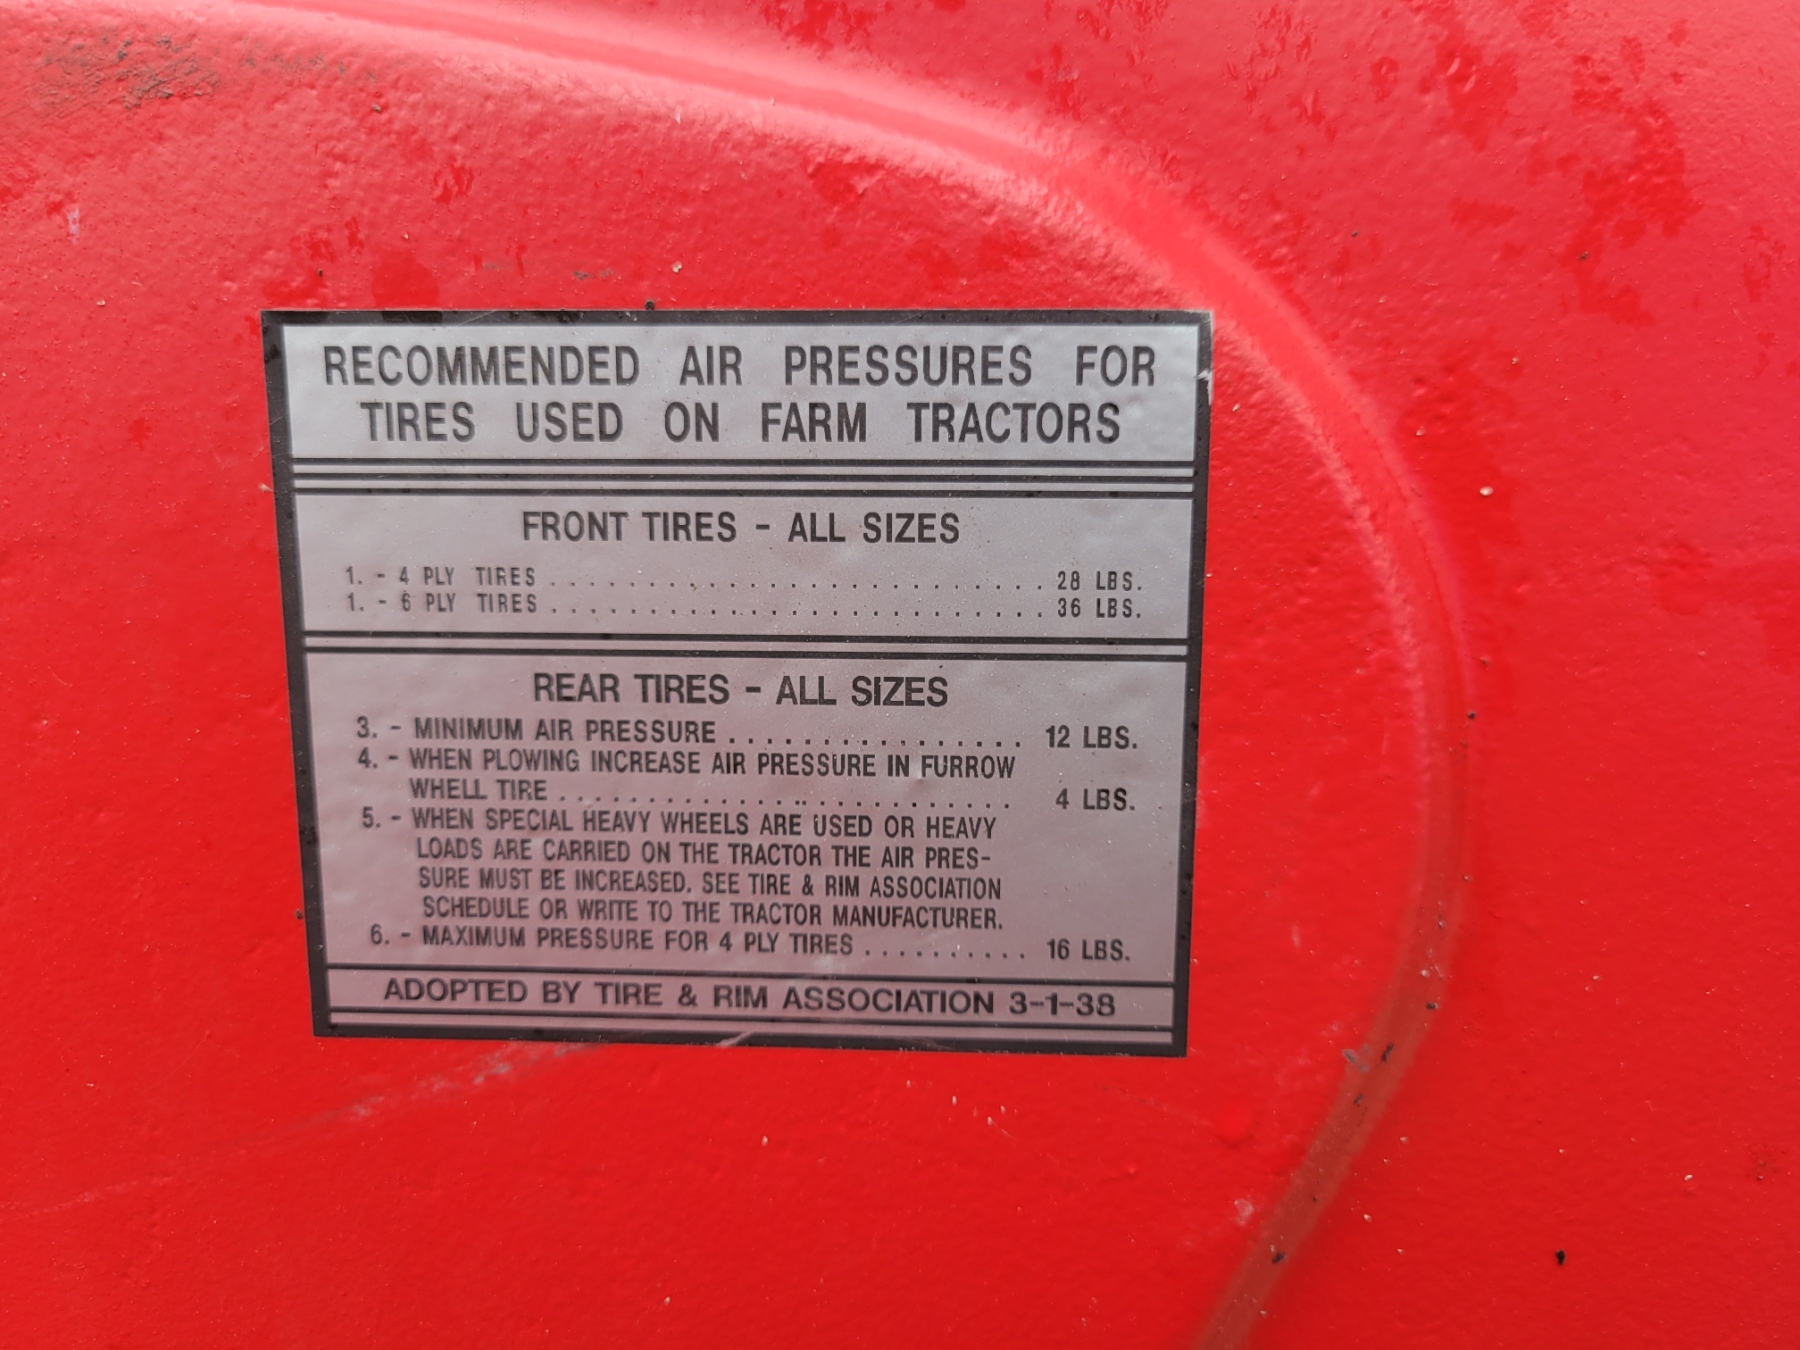 RECOMMENDED AIR PRESSURES FOR
TIRES USED ON FARM TRACTORS
FRONT TIRES - ALL SIZES
1. - 4 PLY TIRES . . . . . . . . . . . . . . . . . . . . . . . . . . . . . . . 28 LBS.
1. - 6 PLY TIRES . . . . . . . . . . . . . . . . . . . . . . . . . . . . . . . 36 LBS.
REAR TIRES - ALL SIZES
3. - MINIMUM AIR PRESSURE . . . . . . . . . . . . . . . . 12 LBS.
4. - WHEN PLOWING INCREASE AIR PRESSURE IN FURROW
WHELL TIRE . . . . . . . . . . . . . . . . . . . . . . . . . . . 4 LBS.
5. - WHEN SPECIAL HEAVY WHEELS ARE USED OR HEAVY
LOADS ARE CARRIED ON THE TRACTOR THE AIR PRES-
SURE MUST BE INCREASED. SEE TIRE & RIM ASSOCIATION
SCHEDULE OR WRITE TO THE TRACTOR MANUFACTURER.
6. - MAXIMUM PRESSURE FOR 4 PLY TIRES . . . . . . . . . . 16 LBS.
ADOPTED BY TIRE & RIM ASSOCIATION 3-1-38